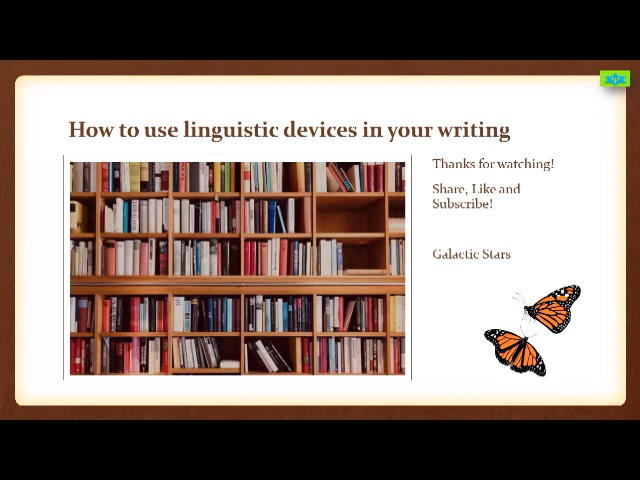 How to use linguistic devices in your writing
Thanks for watching!
Share, Like and
Subscribe!
Galactic Stars